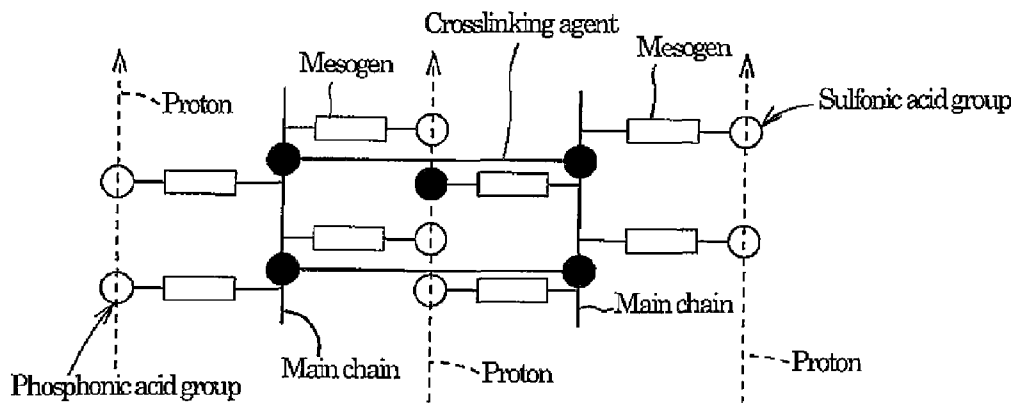 Crosslinking agent
Mesogen
Mesogen
Proton
Sulfonic acid group
Main chain
Main chain
Proton
Proton
Phosphonic acid group